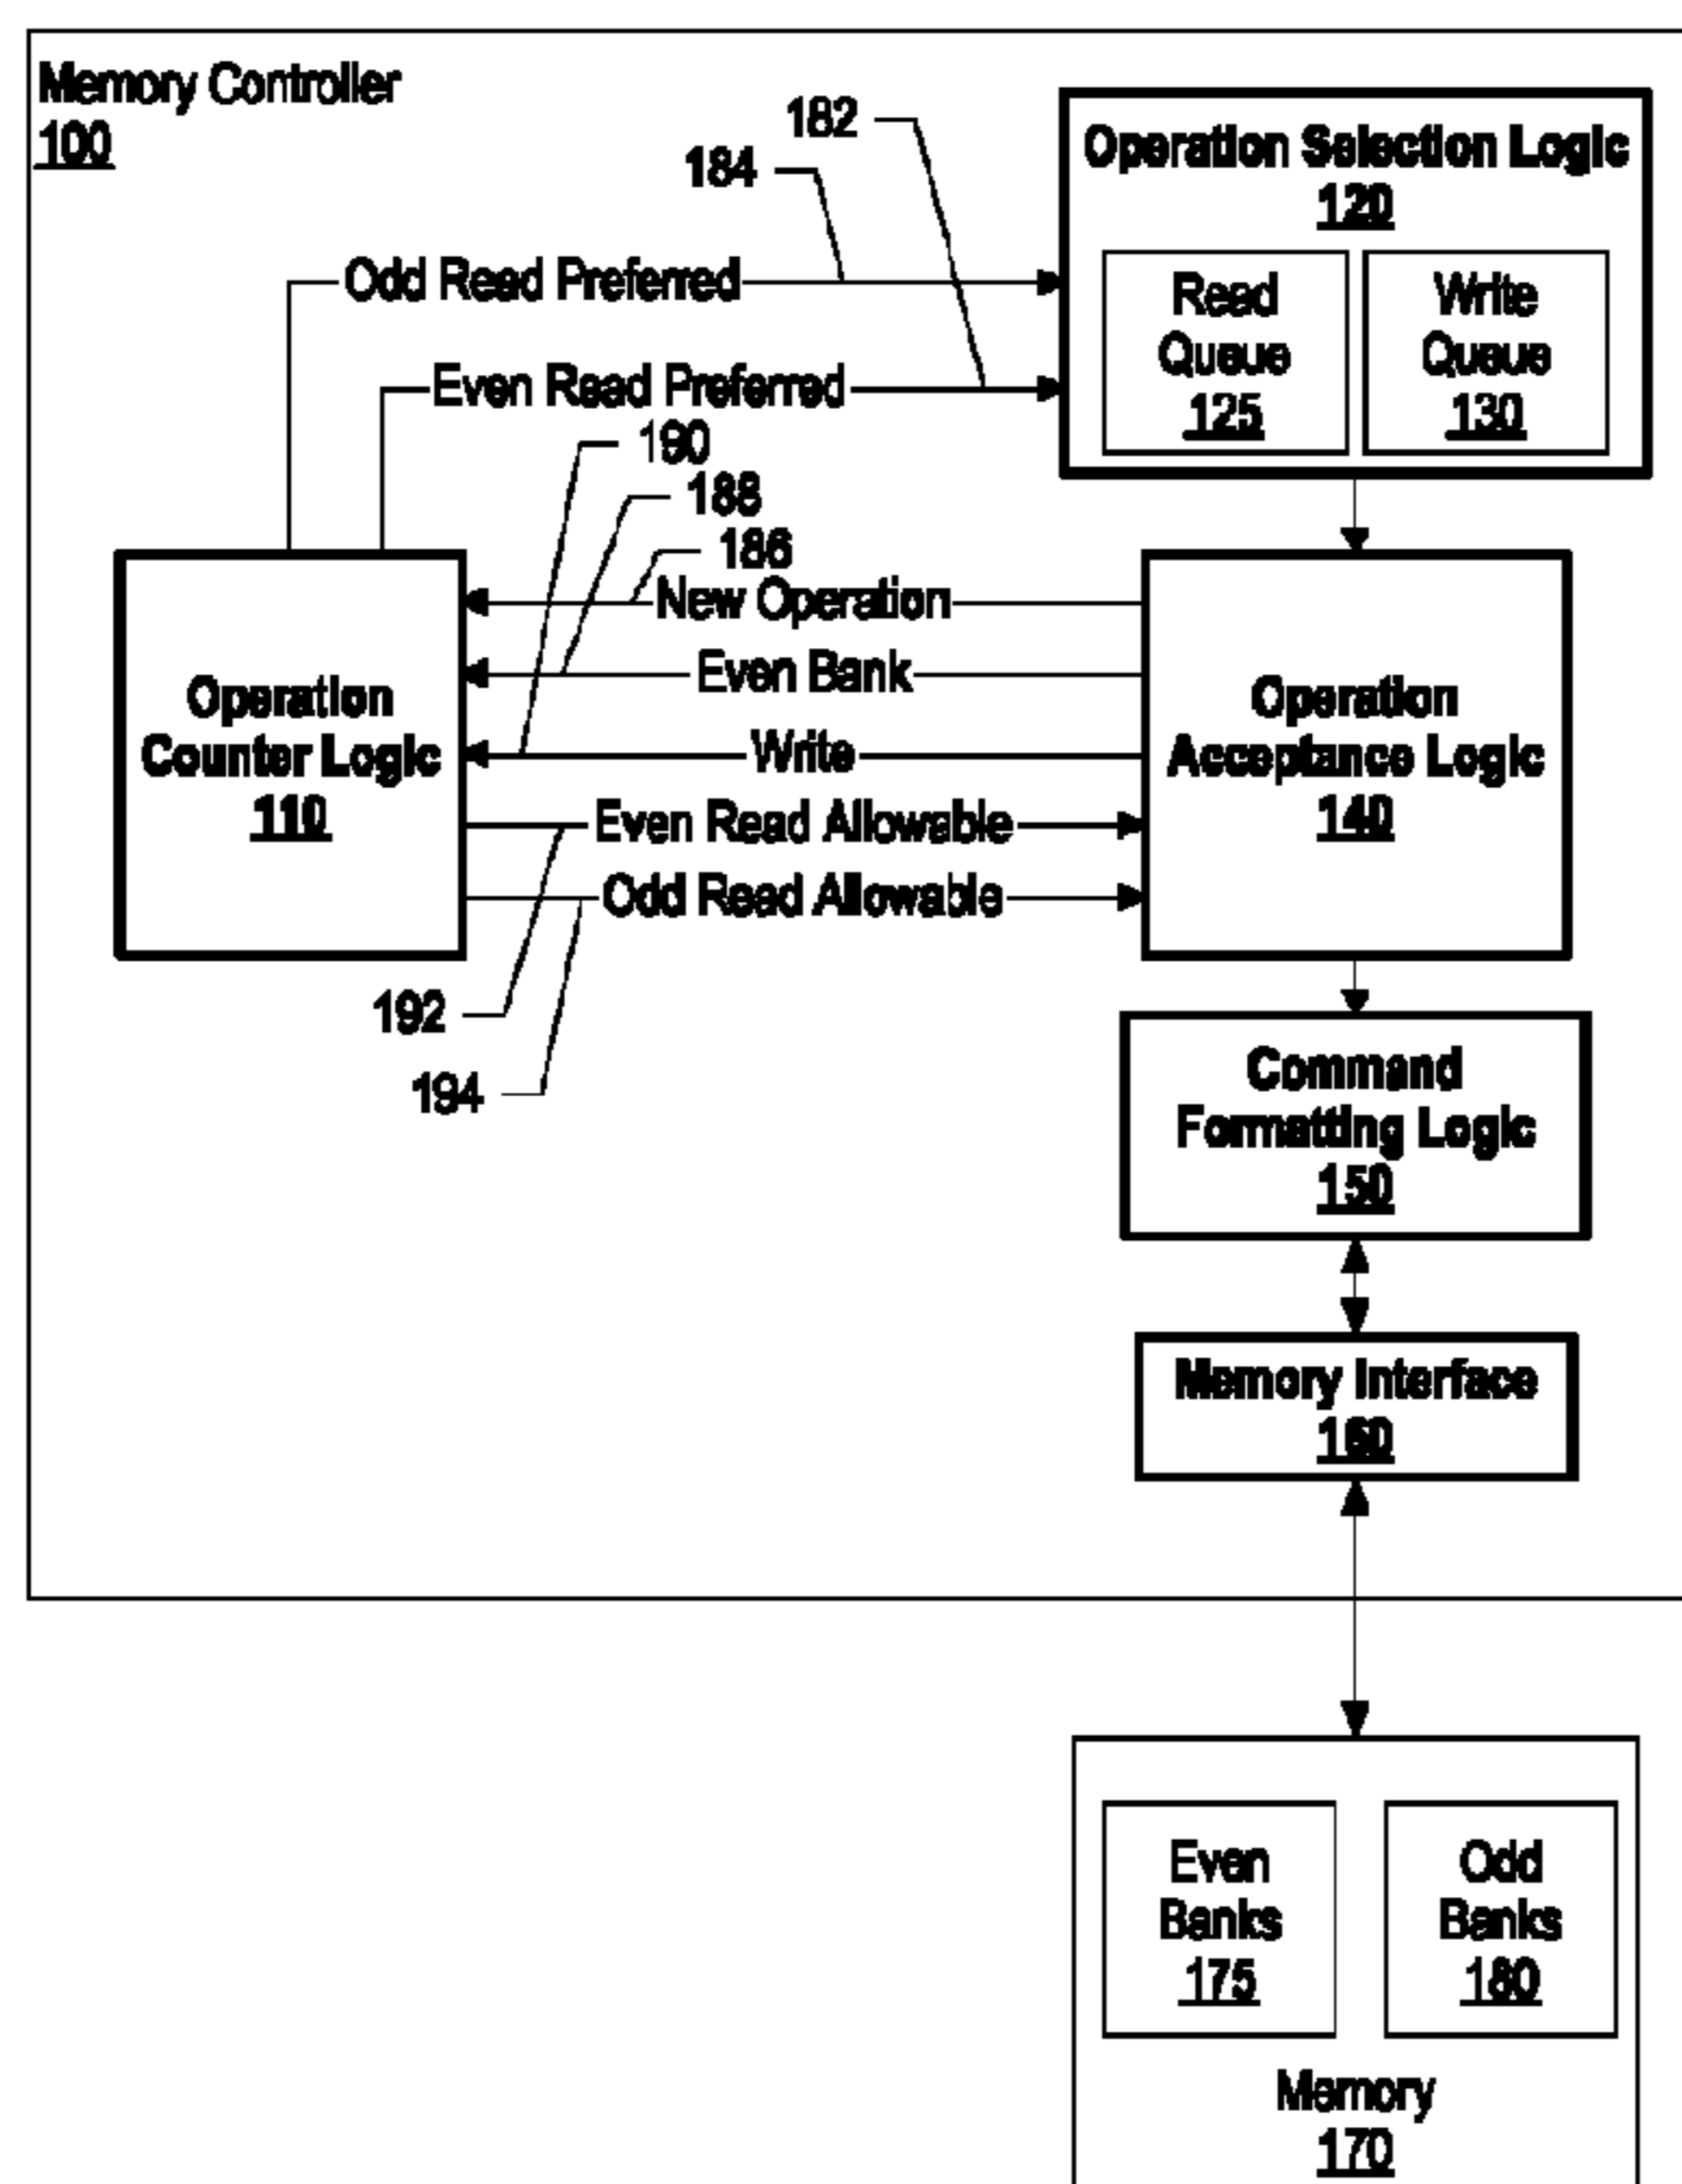 Memory Controller
100
182
184
Operation Selection Logic
120
Odd Read Preferred
Read
Queue
125
Write
Queue
130
Even Read Preferred
190
188
186
New Operation
Even Bank
Write
Even Read Allowable
Odd Read Allowable
Operation
Counter Logic
110
Operation
Acceptance Logic
140
192
194
Command
Formatting Logic
150
Memory Interface
160
Even
Banks
175
Odd
Banks
180
Memory
170